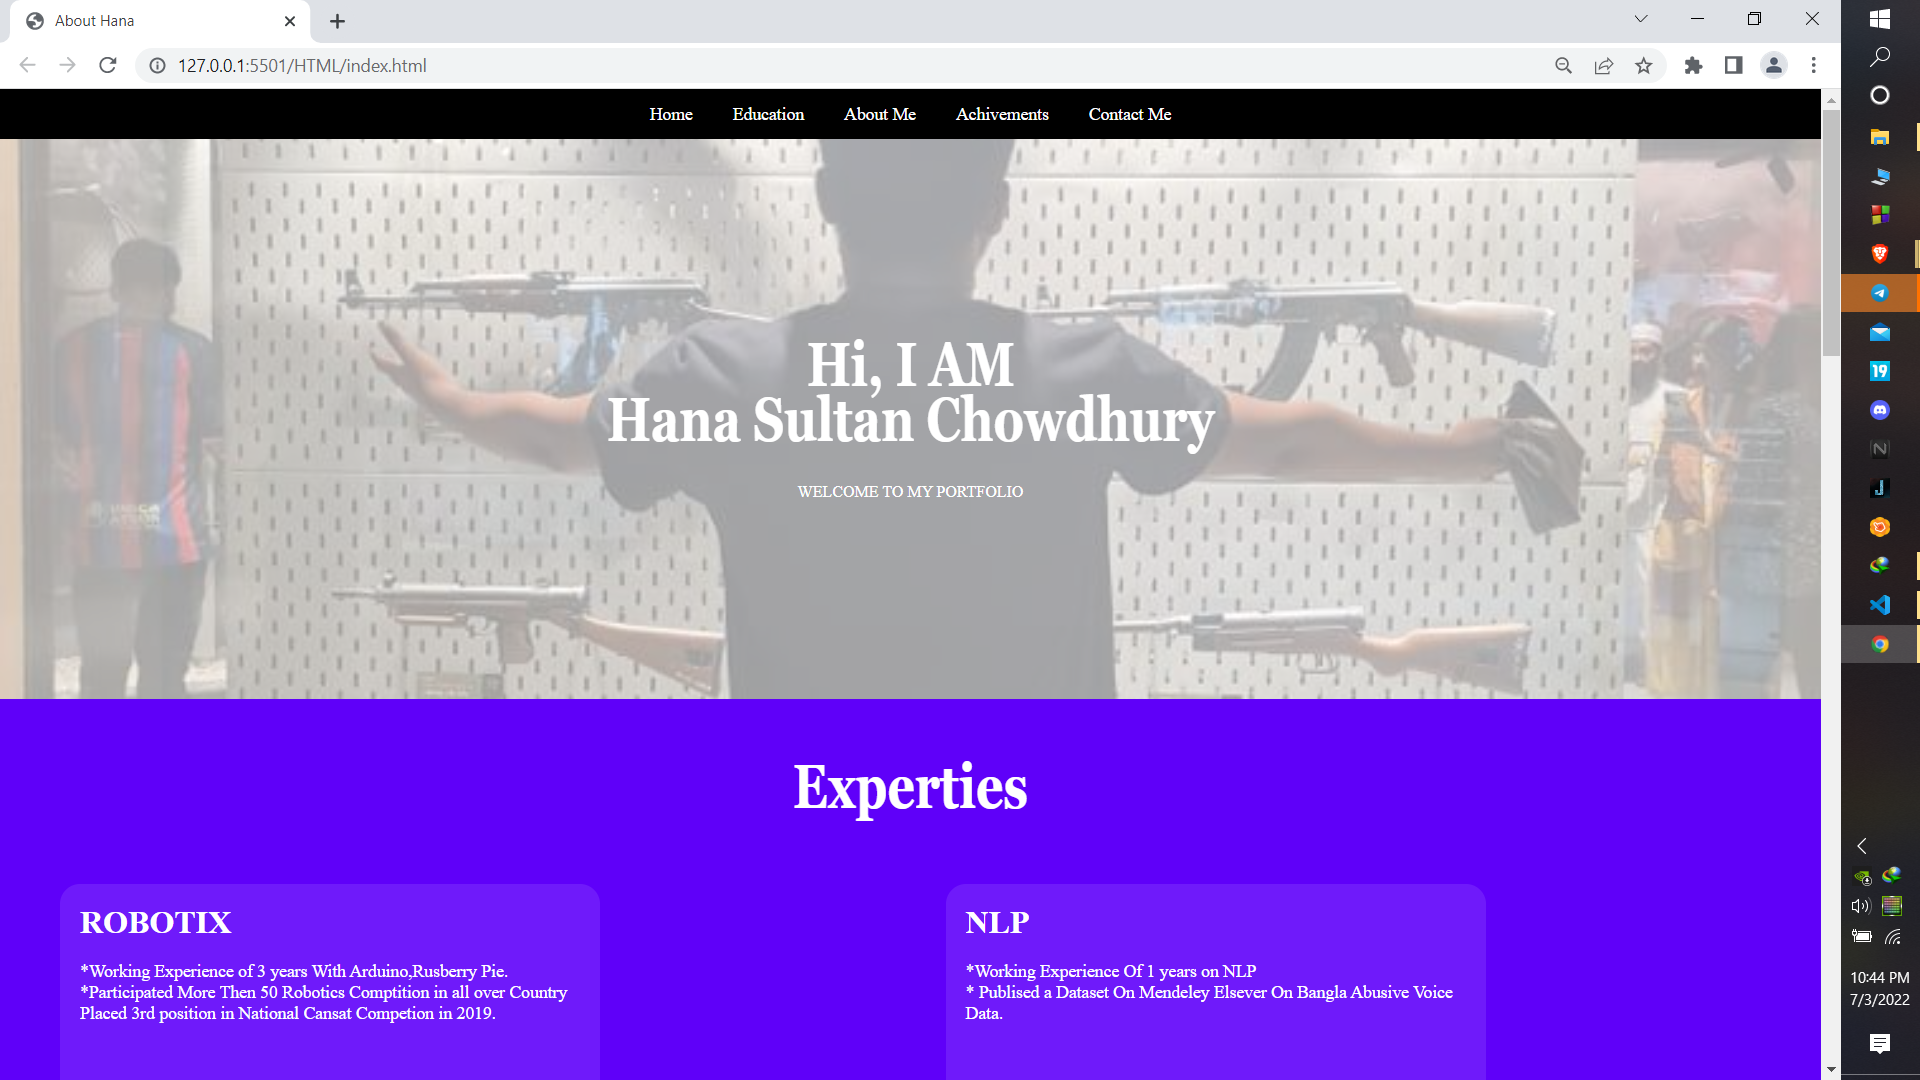 About Hana
127.0.0.1:5501/HTML/index.html
Home Education About Me Achivements Contact Me
Hi, I AM
Hana Sultan Chowdhury
WELCOME TO MY PORTFOLIO
Experties
ROBOTIX
*Working Experience of 3 years With Arduino,Rusberry Pie.
*Participated More Then 50 Robotics Comptition in all over Country
Placed 3rd position in National Cansat Competion in 2019.
NLP
*Working Experience Of 1 years on NLP
* Publised a Dataset On Mendeley Elsever On Bangla Abusive Voice
Data.
19
N
J
10:44 PM
7/3/2022